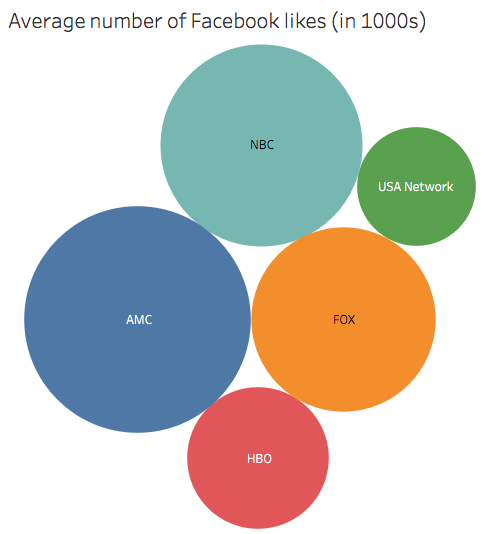 Average number of Facebook likes (in 1000s)
NBC
USA Network
AMC
FOX
HBO